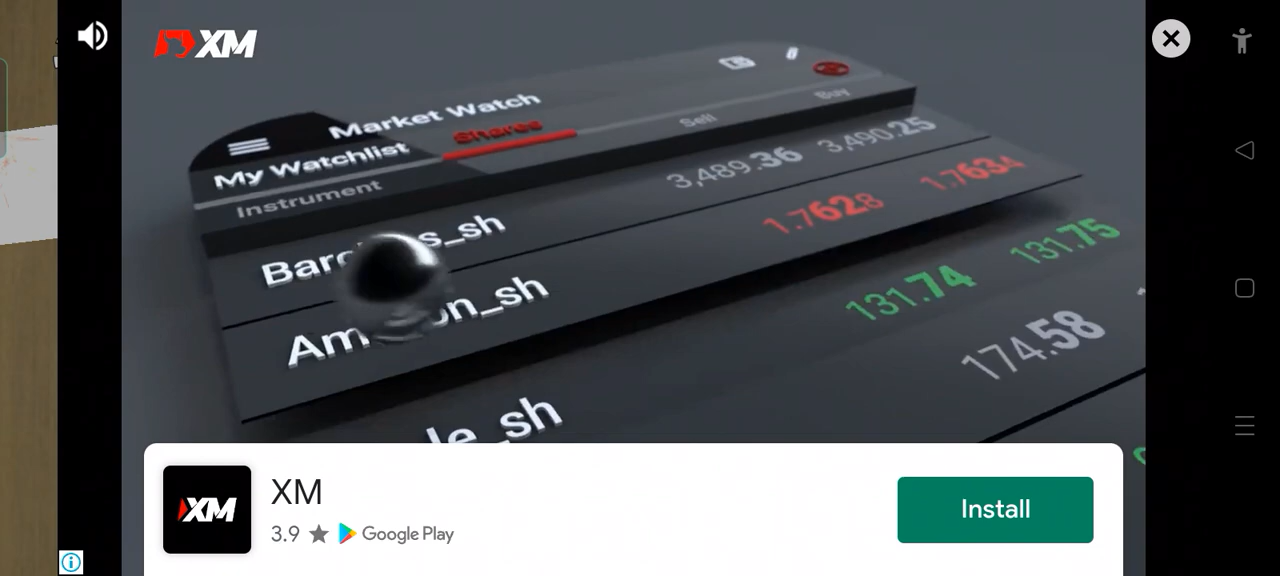 XM
Market Watch
My Watchlist
Shares
Instrument
Sell
Buy
3,489.36
3,490.25
1.7628
1.7634
131.74
131.75
174.58
XM
XM
3.9
Google Play
Install